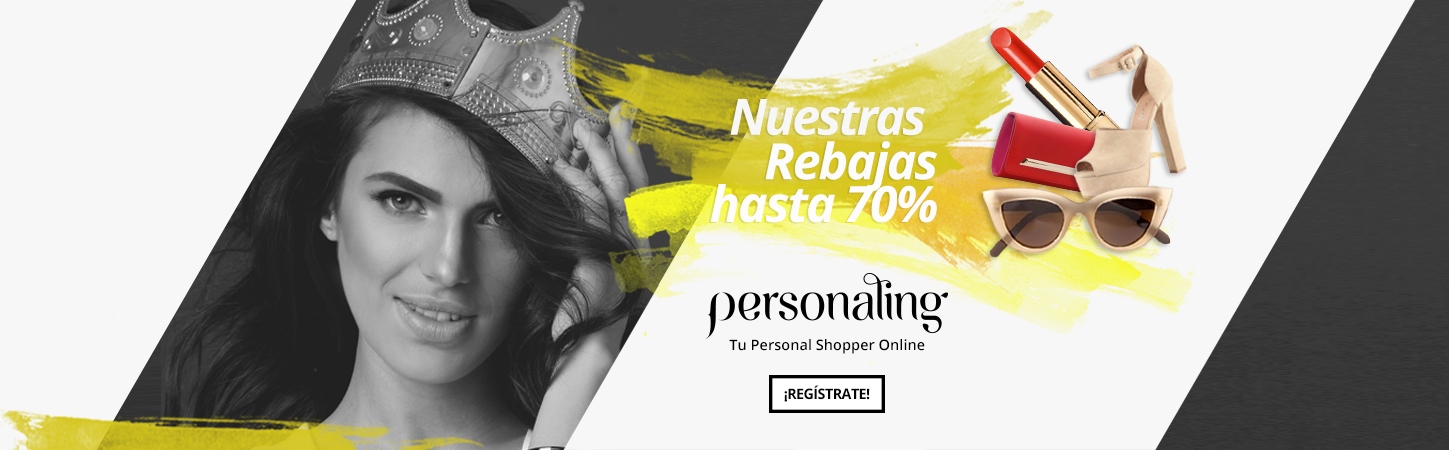 Nuestras
Rebajas
hasta 70%
personaling
Tu Personal Shopper Online
¡REGÍSTRATE!